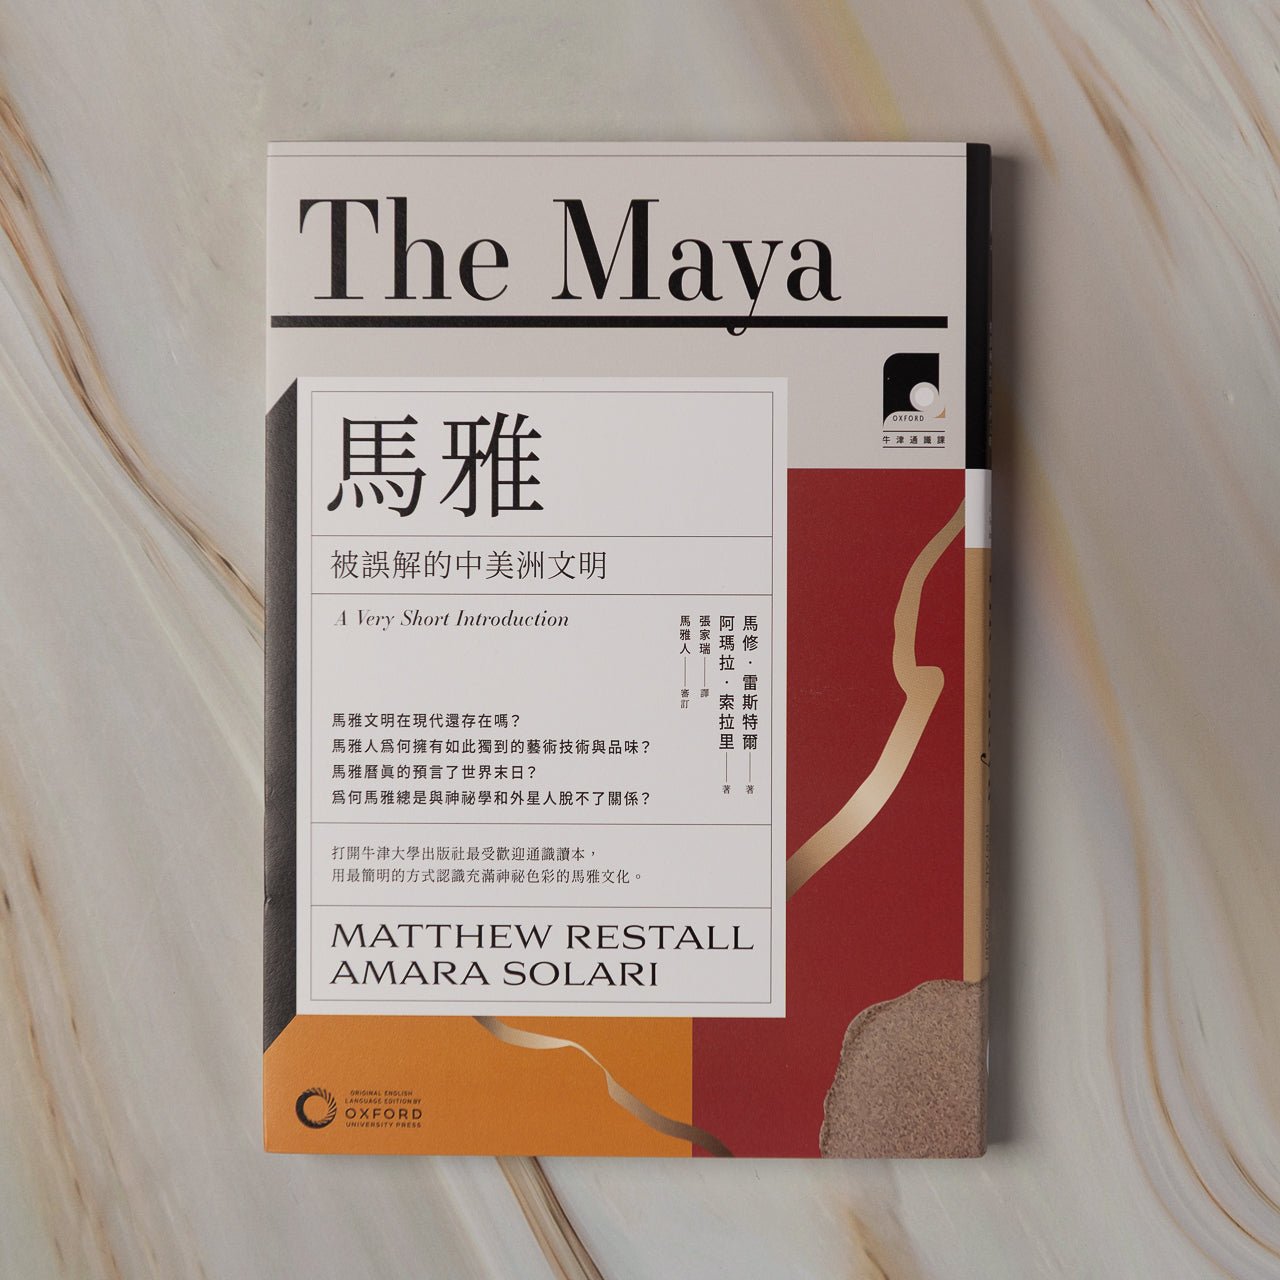 The Maya
OXFORD
牛津通識課
馬雅
被誤解的中美洲文明
A Very Short Introduction
馬修・雷斯特爾——著
阿瑪拉・索拉里——著
張家瑞——譯
馬雅人——審訂
馬雅文明在現代還存在嗎？
馬雅人爲何擁有如此獨到的藝術技術與品味？
馬雅曆眞的預言了世界末日？
爲何馬雅總是與神祕學和外星人脫不了關係？
打開牛津大學出版社最受歡迎通識讀本，
用最簡明的方式認識充滿神祕色彩的馬雅文化。
MATTHEW RESTALL
AMARA SOLARI
ORIGINAL ENGLISH
LANGUAGE EDITION BY
OXFORD
UNIVERSITY PRESS